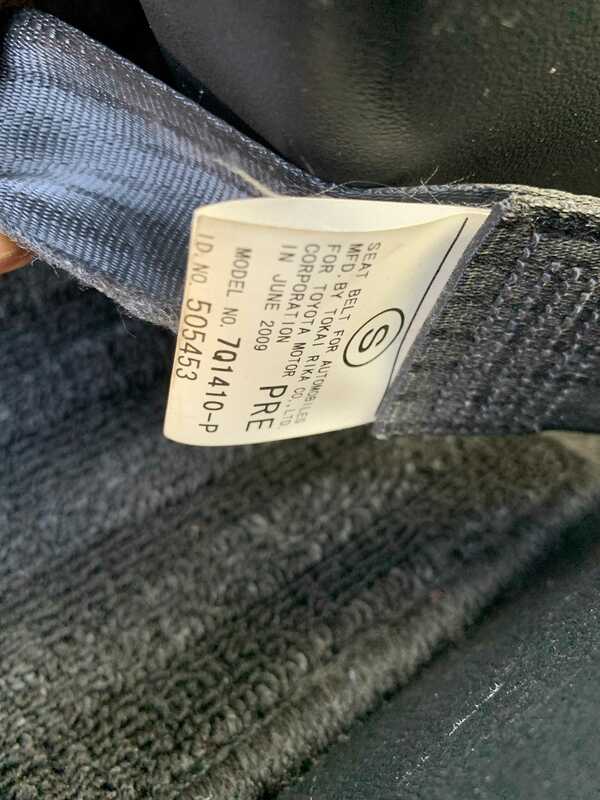 SEAT BELT FOR AUTOMOBILES
MFD. BY TOKAI RIKA CO., LTD.
FOR TOYOTA MOTOR
CORPORATION
IN JUNE 2009
S
PRE
MODEL NO. 7Q1410-P
I.D. NO. 505453